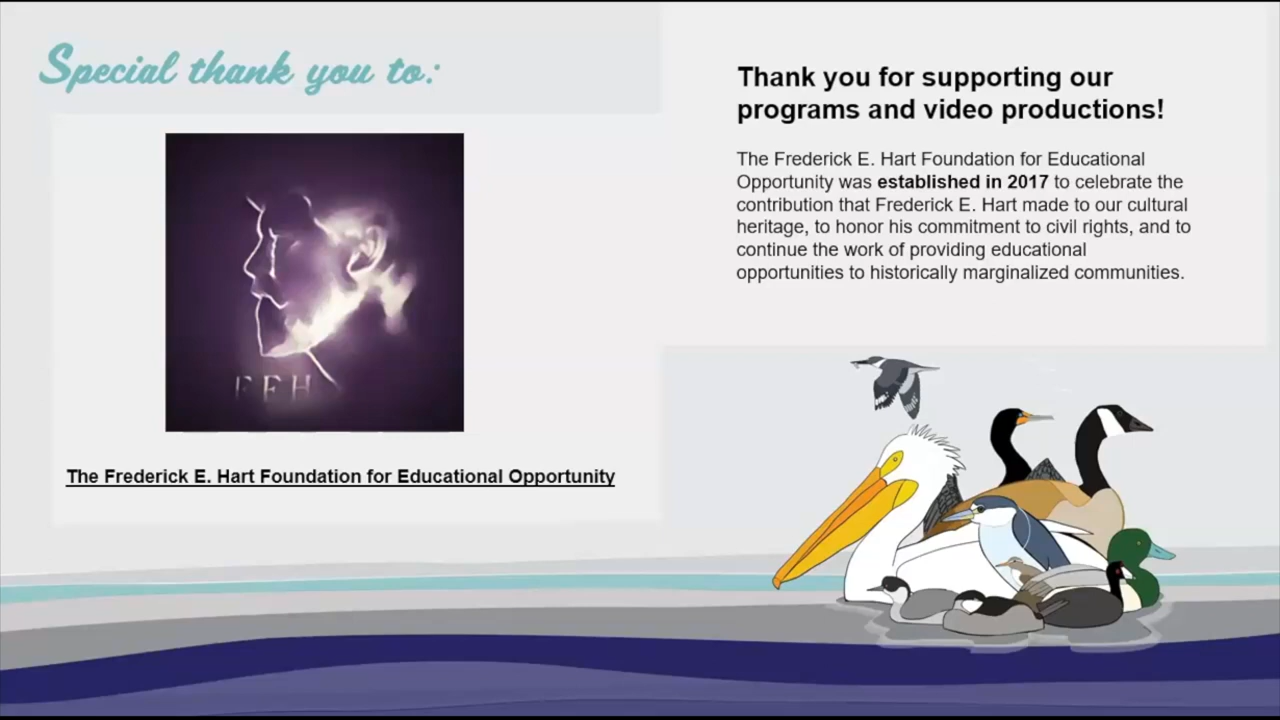 Special thank you to:
FEH
The Frederick E. Hart Foundation for Educational Opportunity
Thank you for supporting our
programs and video productions!
The Frederick E. Hart Foundation for Educational
Opportunity was established in 2017 to celebrate the
contribution that Frederick E. Hart made to our cultural
heritage, to honor his commitment to civil rights, and to
continue the work of providing educational
opportunities to historically marginalized communities.